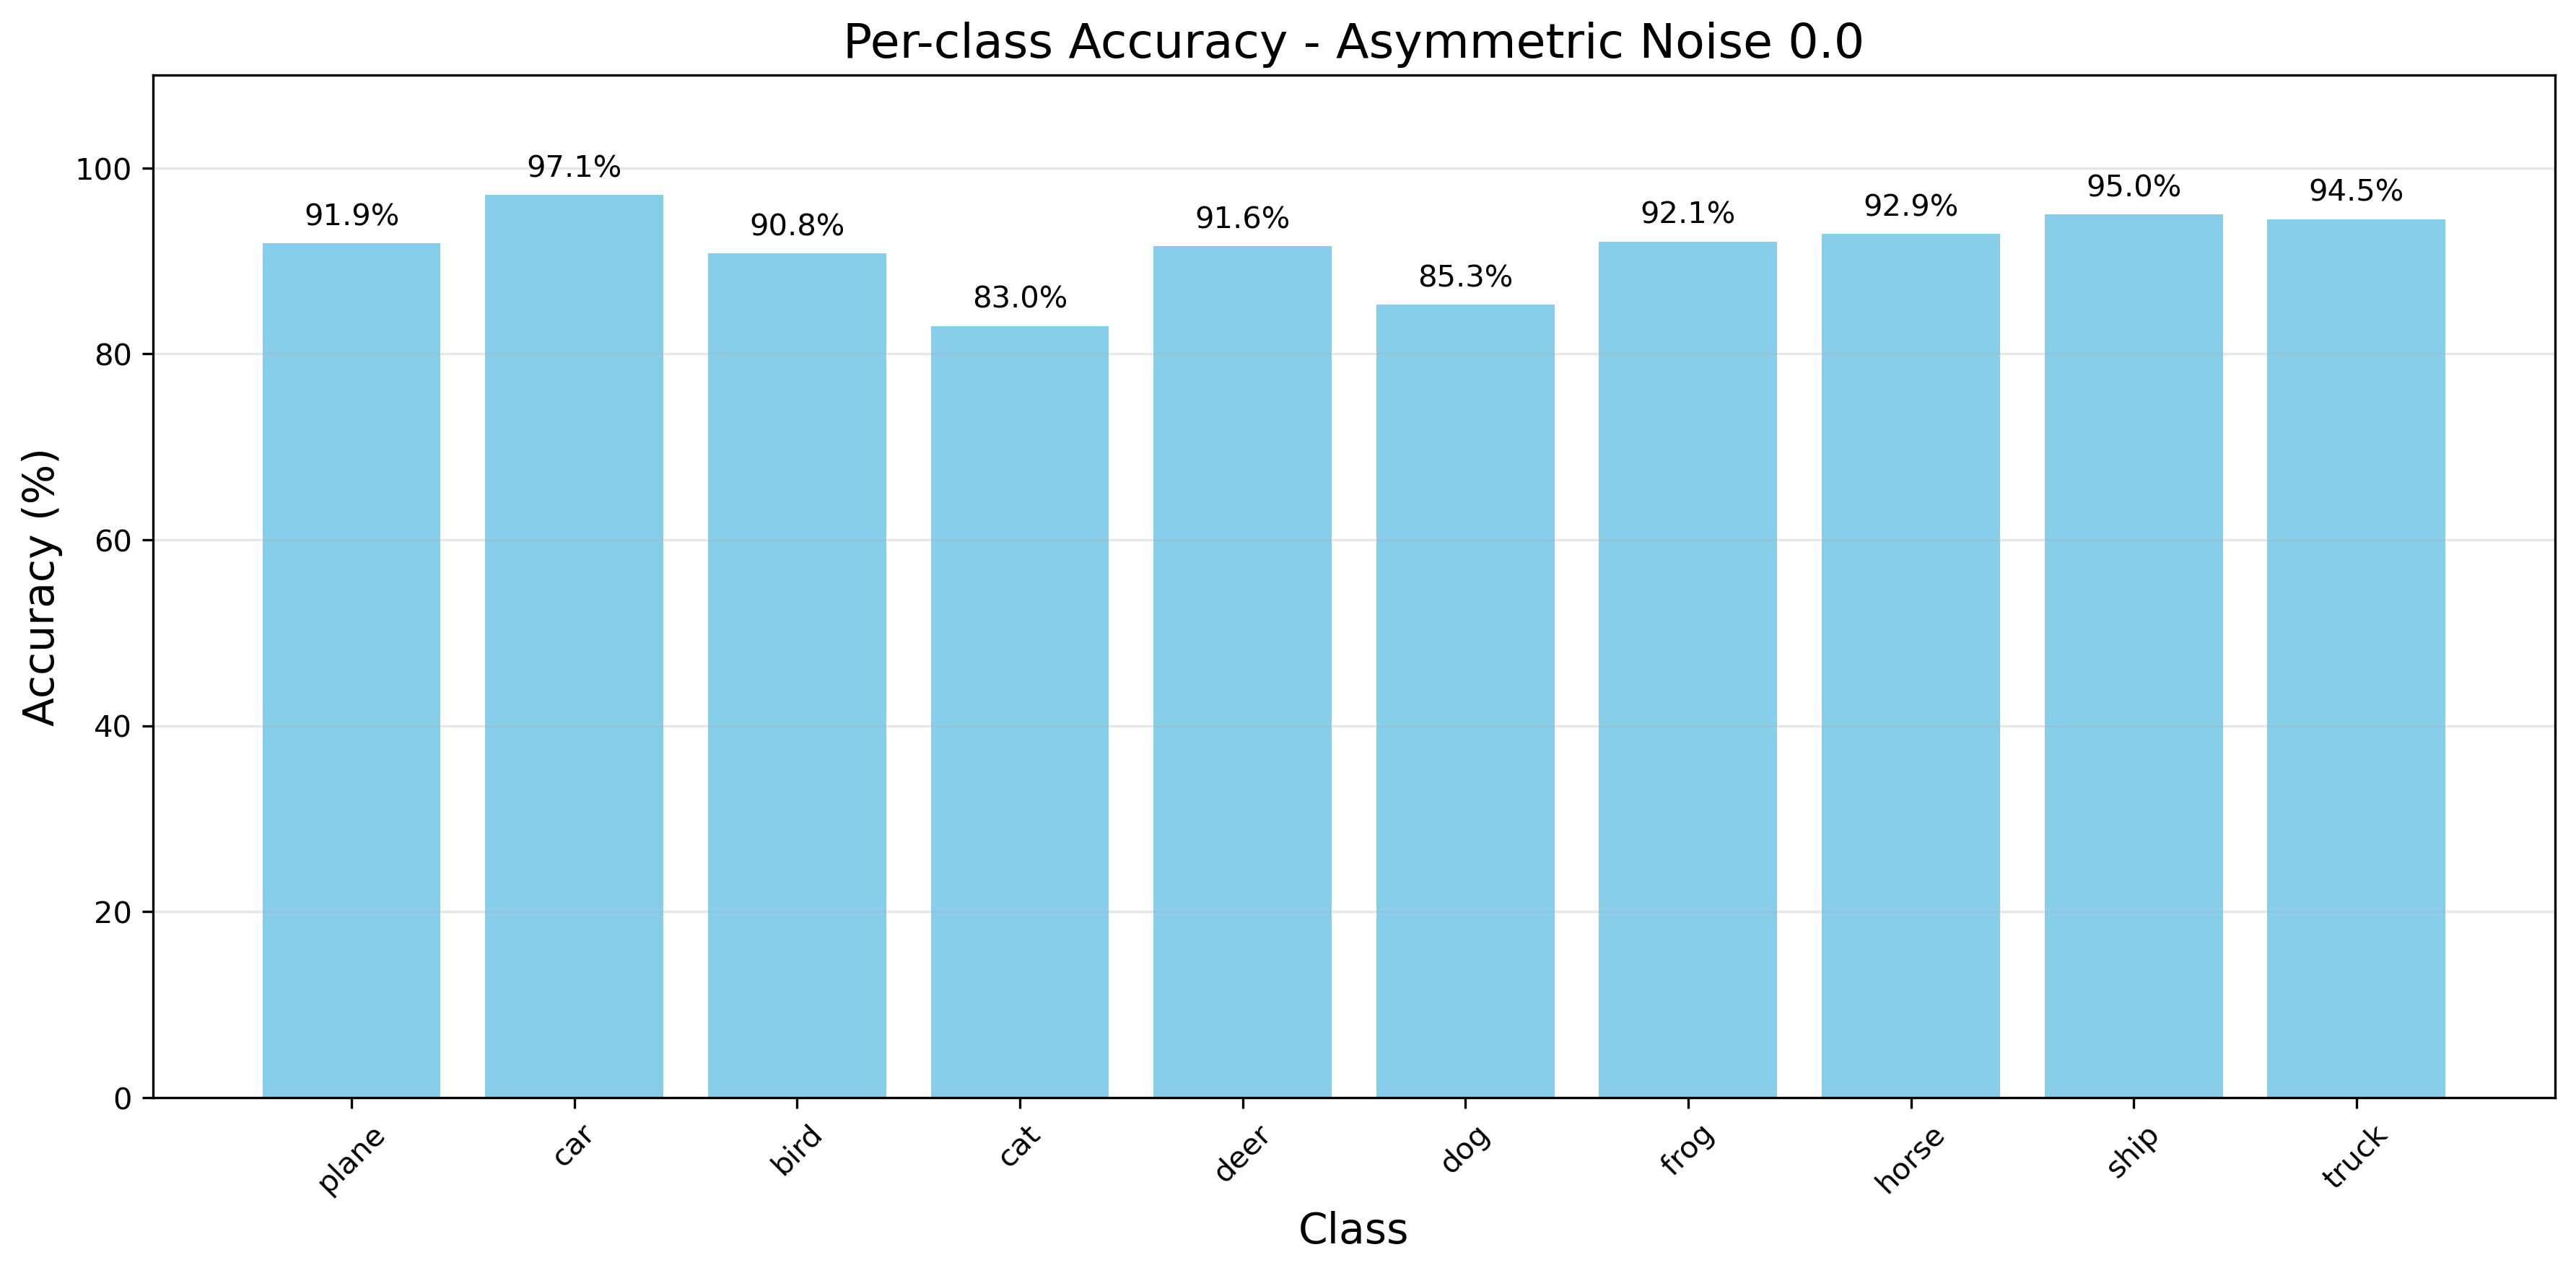 Per-class Accuracy - Asymmetric Noise 0.0
Accuracy (%)
100
80
60
40
20
0
91.9%
97.1%
90.8%
83.0%
91.6%
85.3%
92.1%
92.9%
95.0%
94.5%
plane
car
bird
cat
deer
dog
frog
horse
ship
truck
Class